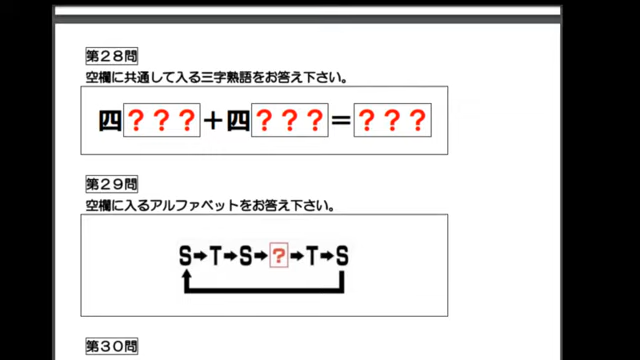 第28問
空欄に共通して入る三字熟語をお答え下さい。
四???+四???=???
第29問
空欄に入るアルファベットをお答え下さい。
S→T→S→?→T→S
第30問